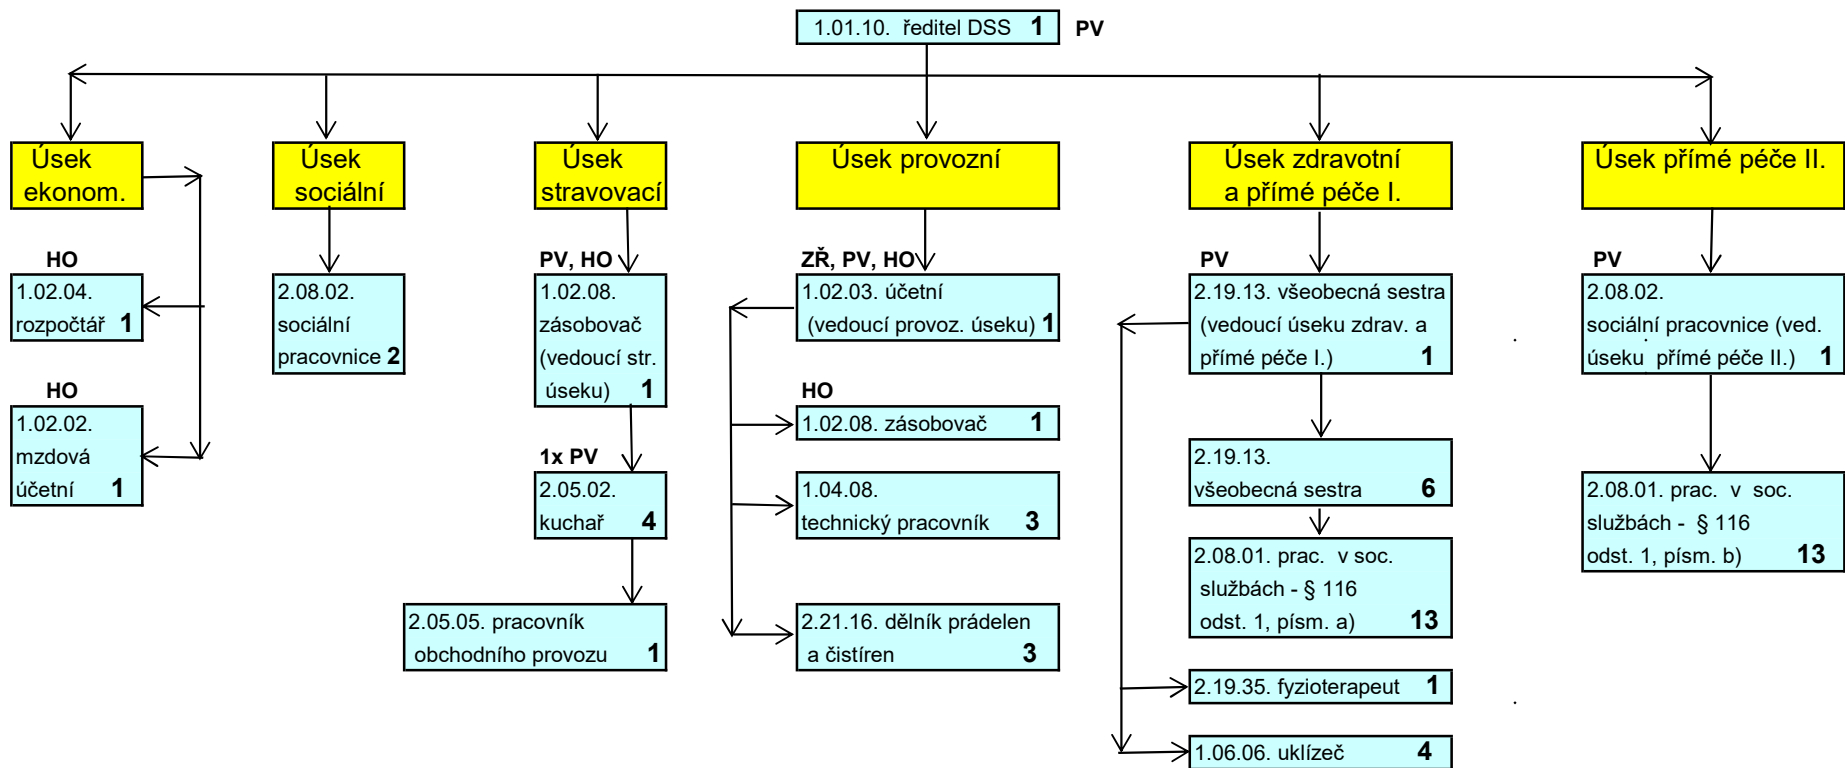 1.01.10. ředitel DSS 1 PV
Úsek
ekonom.
Úsek
sociální
Úsek
stravovací
Úsek provozní
Úsek zdravotní
a přímé péče I.
Úsek přímé péče II.
HO
1.02.04.
rozpočtář 1
HO
1.02.02.
mzdová
účetní 1
2.08.02.
sociální
pracovnice 2
PV, HO
1.02.08.
zásobovač
(vedoucí str.
úseku) 1
1x PV
2.05.02.
kuchař 4
2.05.05. pracovník
obchodního provozu 1
ZŘ, PV, HO
1.02.03. účetní
(vedoucí provoz. úseku) 1
HO
1.02.08. zásobovač 1
1.04.08.
technický pracovník 3
2.21.16. dělník prádelen
a čistíren 3
PV
2.19.13. všeobecná sestra
(vedoucí úseku zdrav. a
přímé péče I.) 1
2.19.13.
všeobecná sestra 6
2.08.01. prac. v soc.
službách - § 116
odst. 1, písm. a) 13
2.19.35. fyzioterapeut 1
1.06.06. uklízeč 4
PV
2.08.02.
sociální pracovnice (ved.
úseku přímé péče II.) 1
2.08.01. prac. v soc.
službách - § 116
odst. 1, písm. b) 13